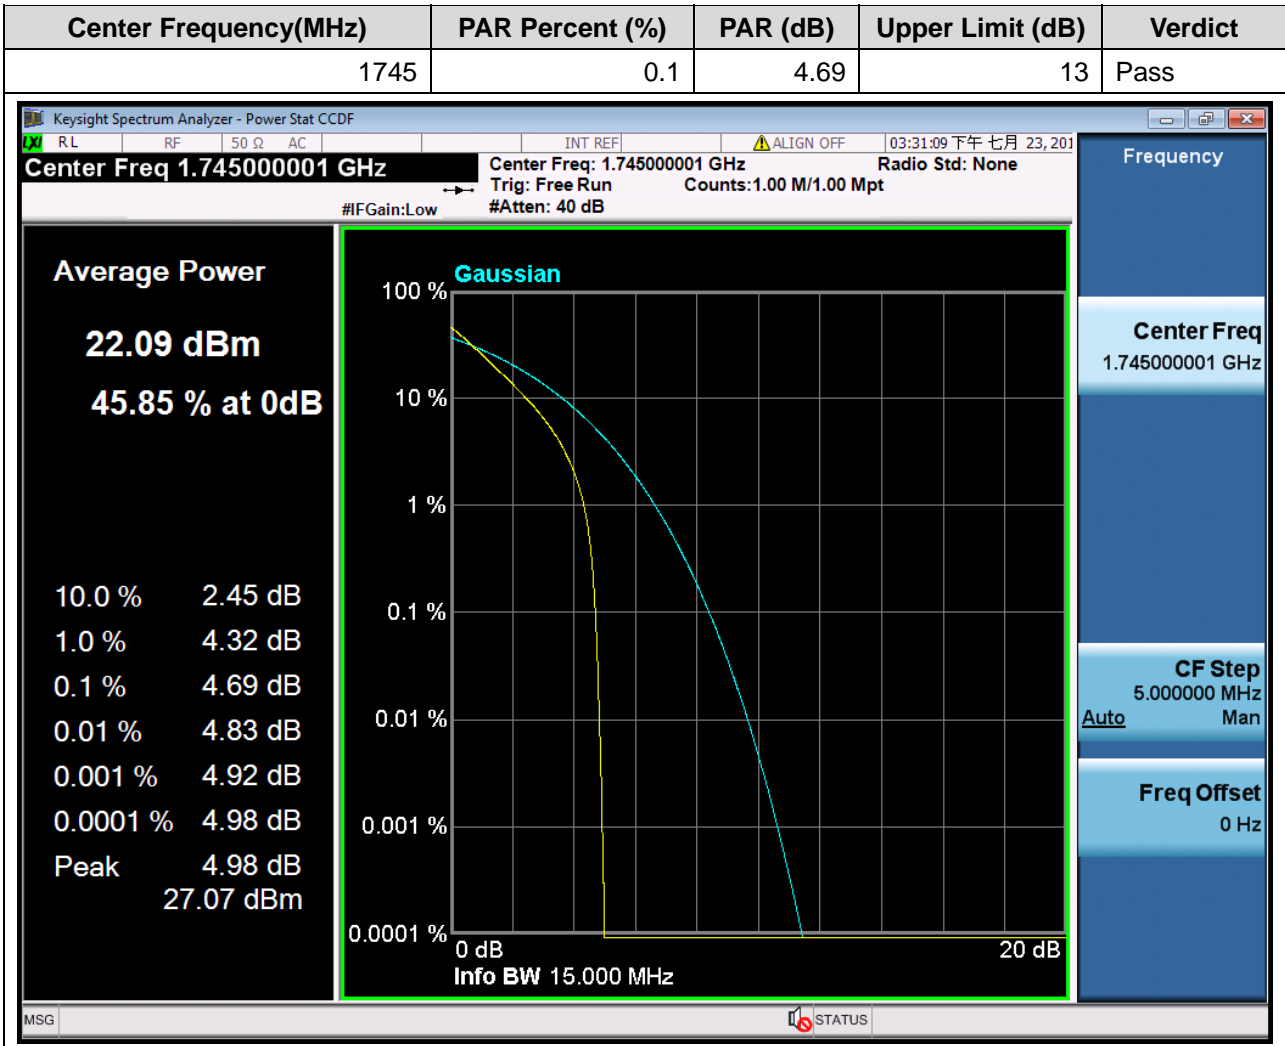 Center Frequency(MHz) PAR Percent (%) PAR (dB) Upper Limit (dB) Verdict
1745 0.1 4.69 13 Pass
Keysight Spectrum Analyzer - Power Stat CCDF
LXI RL RF 50 Ω AC INT REF ALIGN OFF 03:31:09 下午 七月 23, 201
Center Freq 1.745000001 GHz
Center Freq: 1.745000001 GHz Radio Std: None
Trig: Free Run Counts:1.00 M/1.00 Mpt
#IFGain:Low #Atten: 40 dB
Average Power
22.09 dBm
45.85 % at 0dB
10.0 % 2.45 dB
1.0 % 4.32 dB
0.1 % 4.69 dB
0.01 % 4.83 dB
0.001 % 4.92 dB
0.0001 % 4.98 dB
Peak 4.98 dB
27.07 dBm
Gaussian
100 %
10 %
1 %
0.1 %
0.01 %
0.001 %
0.0001 %
0 dB 20 dB
Info BW 15.000 MHz
Frequency
Center Freq
1.745000001 GHz
CF Step
5.000000 MHz
Auto Man
Freq Offset
0 Hz
MSG STATUS